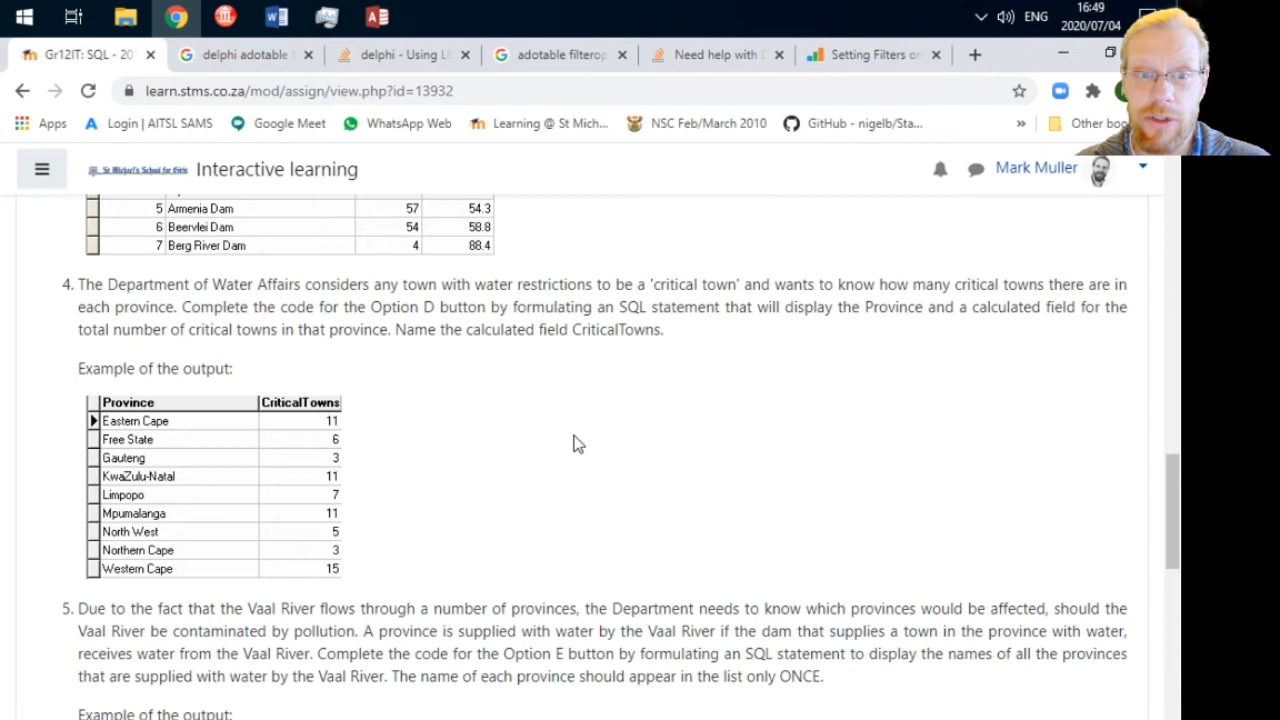 16:49
ENG
2020/07/04
Gr12IT: SQL - 20
delphi adotable
delphi - Using LI
adotable filterop
Need help with
Setting Filters on
learn.stms.co.za/mod/assign/view.php?id=13932
Apps
Login | AITSL SAMS
Google Meet
WhatsApp Web
Learning @ St Mich...
NSC Feb/March 2010
GitHub - nigelb/Sta...
»
Other boo
St Michael's School for Girls
Interactive learning
Mark Muller
5 Armenia Dam 57 54.3
6 Beervlei Dam 54 58.8
7 Berg River Dam 4 88.4
4. The Department of Water Affairs considers any town with water restrictions to be a 'critical town' and wants to know how many critical towns there are in
each province. Complete the code for the Option D button by formulating an SQL statement that will display the Province and a calculated field for the
total number of critical towns in that province. Name the calculated field CriticalTowns.
Example of the output:
Province CriticalTowns
Eastern Cape 11
Free State 6
Gauteng 3
KwaZulu-Natal 11
Limpopo 7
Mpumalanga 11
North West 5
Northern Cape 3
Western Cape 15
5. Due to the fact that the Vaal River flows through a number of provinces, the Department needs to know which provinces would be affected, should the
Vaal River be contaminated by pollution. A province is supplied with water by the Vaal River if the dam that supplies a town in the province with water,
receives water from the Vaal River. Complete the code for the Option E button by formulating an SQL statement to display the names of all the provinces
that are supplied with water by the Vaal River. The name of each province should appear in the list only ONCE.
Example of the output: